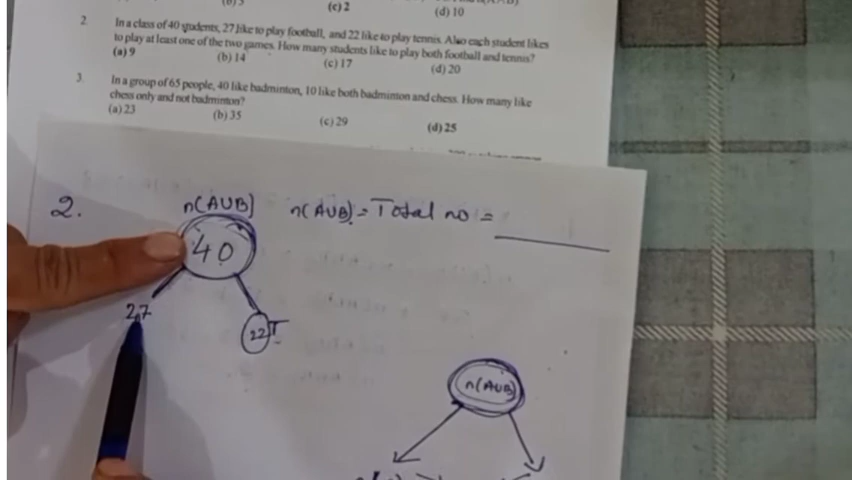 (b) 5 (c) 2 (d) 10
2. In a class of 40 students, 27 like to play football, and 22 like to play tennis. Also each student likes
to play at least one of the two games. How many students like to play both football and tennis?
(a) 9 (b) 14 (c) 17 (d) 20
3. In a group of 65 people, 40 like badminton, 10 like both badminton and chess. How many like
chess only and not badminton?
(a) 23 (b) 35 (c) 29 (d) 25
2. n(AUB) n(AUB) = Total no =
40
27 22 T
n(AUB)